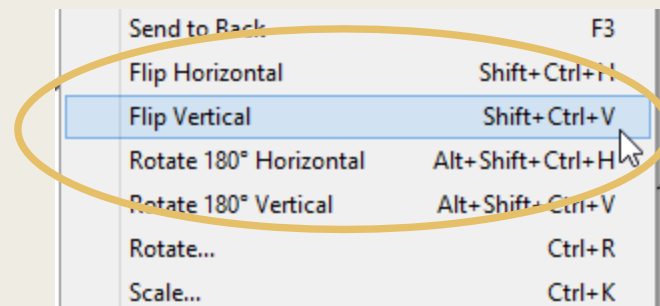 Send to Back F3
Flip Horizontal Shift+Ctrl+H
Flip Vertical Shift+Ctrl+V
Rotate 180° Horizontal Alt+Shift+Ctrl+H
Rotate 180° Vertical Alt+Shift+Ctrl+V
Rotate... Ctrl+R
Scale... Ctrl+K